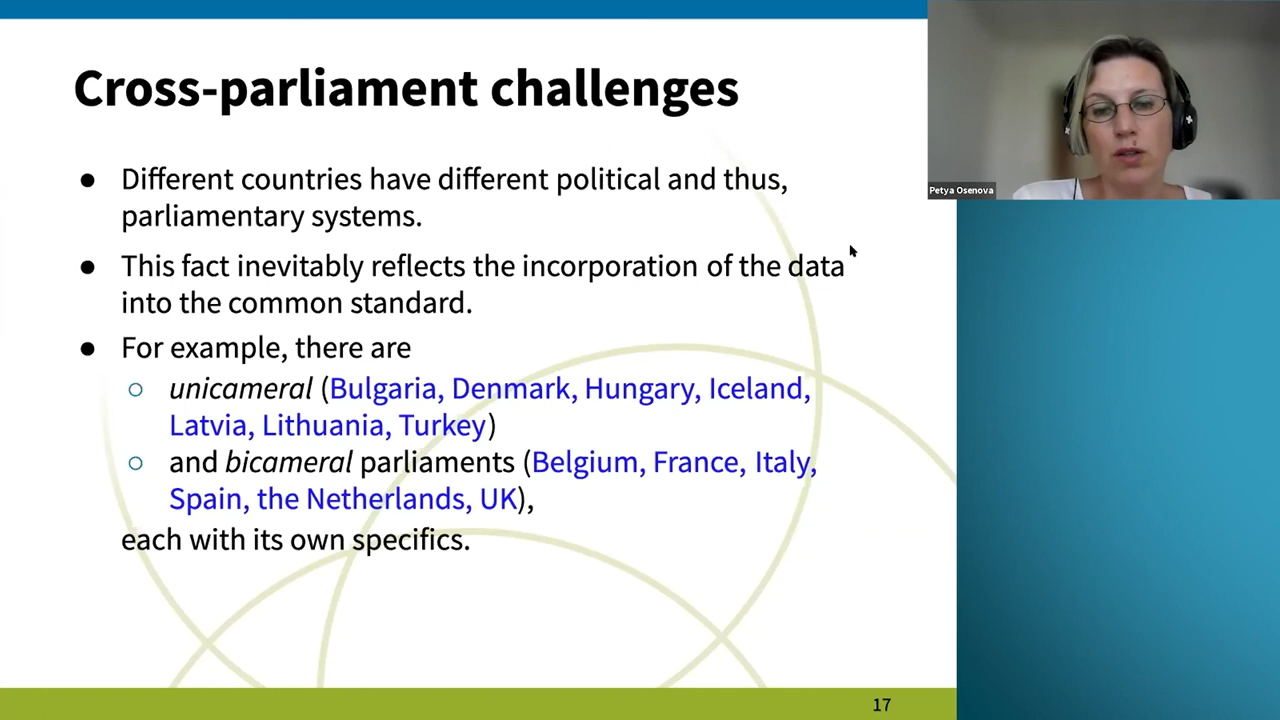 Cross-parliament challenges
● Different countries have different political and thus,
parliamentary systems.
● This fact inevitably reflects the incorporation of the data
into the common standard.
● For example, there are
○ unicameral (Bulgaria, Denmark, Hungary, Iceland,
Latvia, Lithuania, Turkey)
○ and bicameral parliaments (Belgium, France, Italy,
Spain, the Netherlands, UK),
each with its own specifics.
17
Petya Osenova